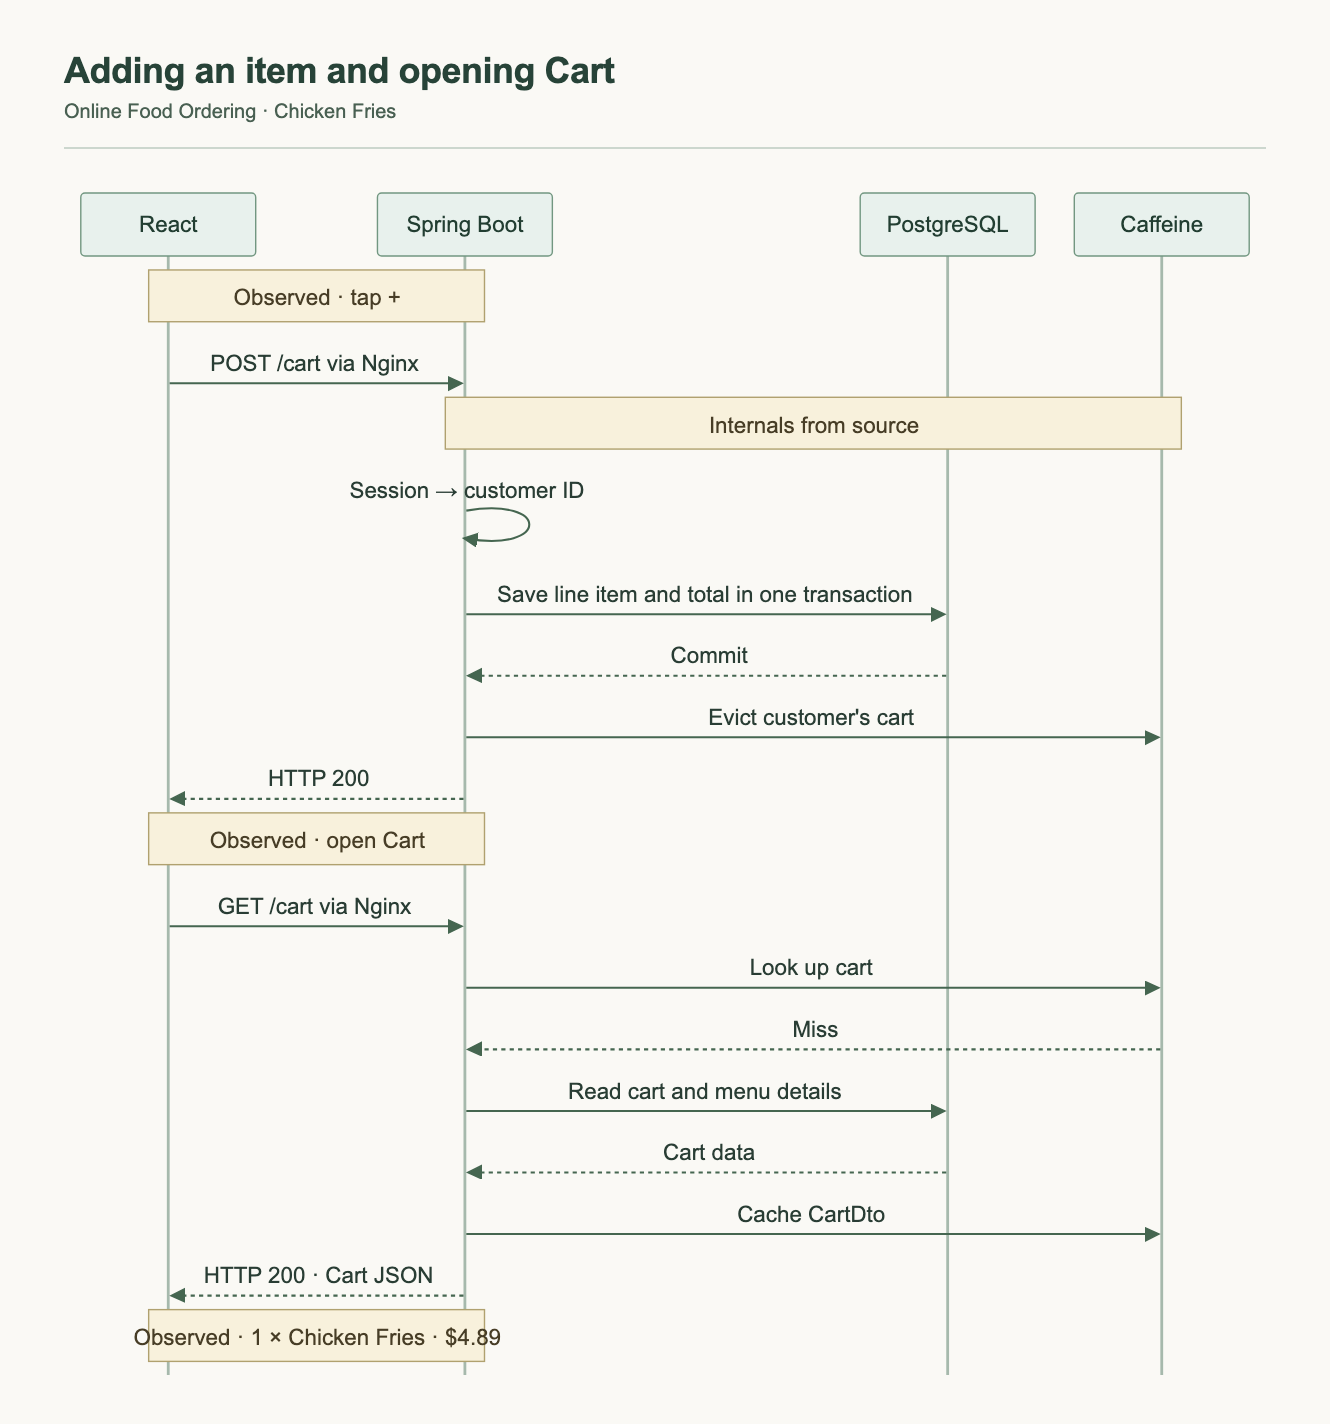 Adding an item and opening Cart
Online Food Ordering · Chicken Fries
React
Spring Boot
PostgreSQL
Caffeine
Observed · tap +
POST /cart via Nginx
Internals from source
Session → customer ID
Save line item and total in one transaction
Commit
Evict customer's cart
HTTP 200
Observed · open Cart
GET /cart via Nginx
Look up cart
Miss
Read cart and menu details
Cart data
Cache CartDto
HTTP 200 · Cart JSON
Observed · 1 × Chicken Fries · $4.89